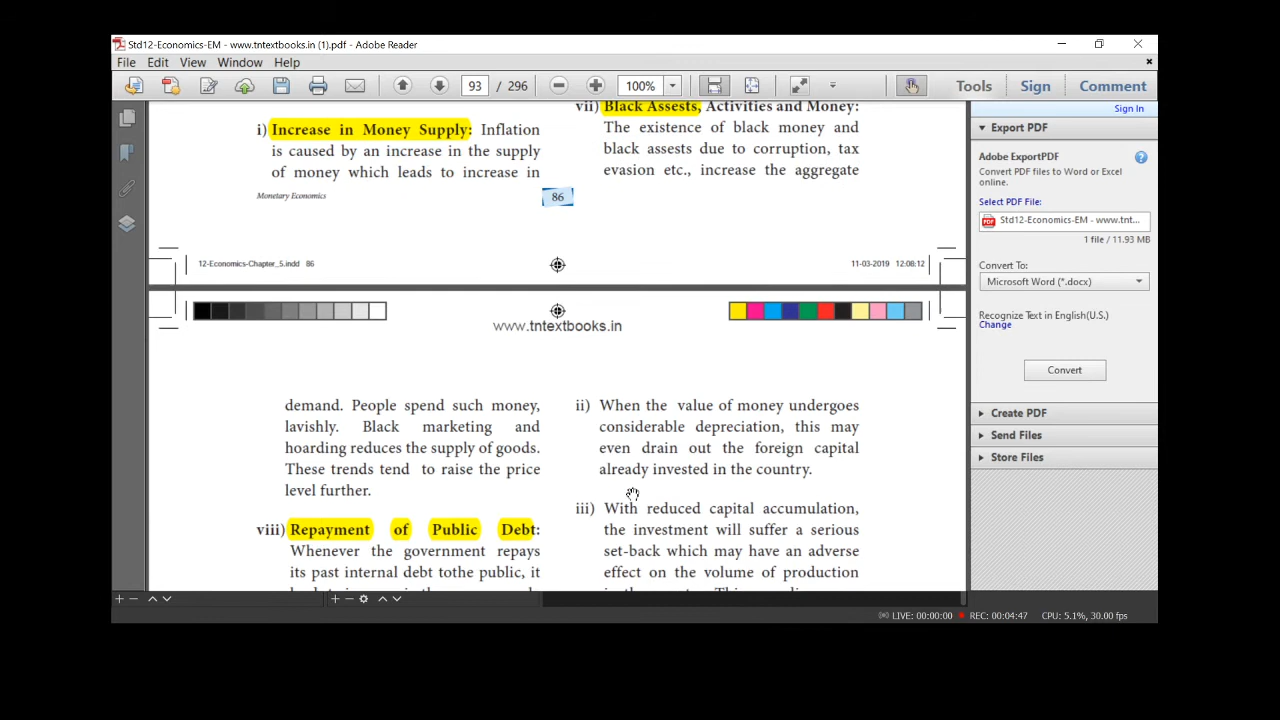 Std12-Economics-EM - www.tntextbooks.in (1).pdf - Adobe Reader
File Edit View Window Help
93 / 296 100% Tools Sign Comment
Sign In
Export PDF
Adobe ExportPDF
Convert PDF files to Word or Excel
online.
Select PDF File:
Std12-Economics-EM - www.tnt...
1 file / 11.93 MB
Convert To:
Microsoft Word (*.docx)
Recognize Text in English(U.S.)
Change
Convert
Create PDF
Send Files
Store Files
i) Increase in Money Supply: Inflation
is caused by an increase in the supply
of money which leads to increase in
vii) Black Assests, Activities and Money:
The existence of black money and
black assests due to corruption, tax
evasion etc., increase the aggregate
Monetary Economics
86
12-Economics-Chapter_5.indd 86
11-03-2019 12:08:12
www.tntextbooks.in
demand. People spend such money,
lavishly. Black marketing and
hoarding reduces the supply of goods.
These trends tend to raise the price
level further.
viii) Repayment of Public Debt:
Whenever the government repays
its past internal debt tothe public, it
ii) When the value of money undergoes
considerable depreciation, this may
even drain out the foreign capital
already invested in the country.
iii) With reduced capital accumulation,
the investment will suffer a serious
set-back which may have an adverse
effect on the volume of production
LIVE: 00:00:00 REC: 00:04:47 CPU: 5.1%, 30.00 fps